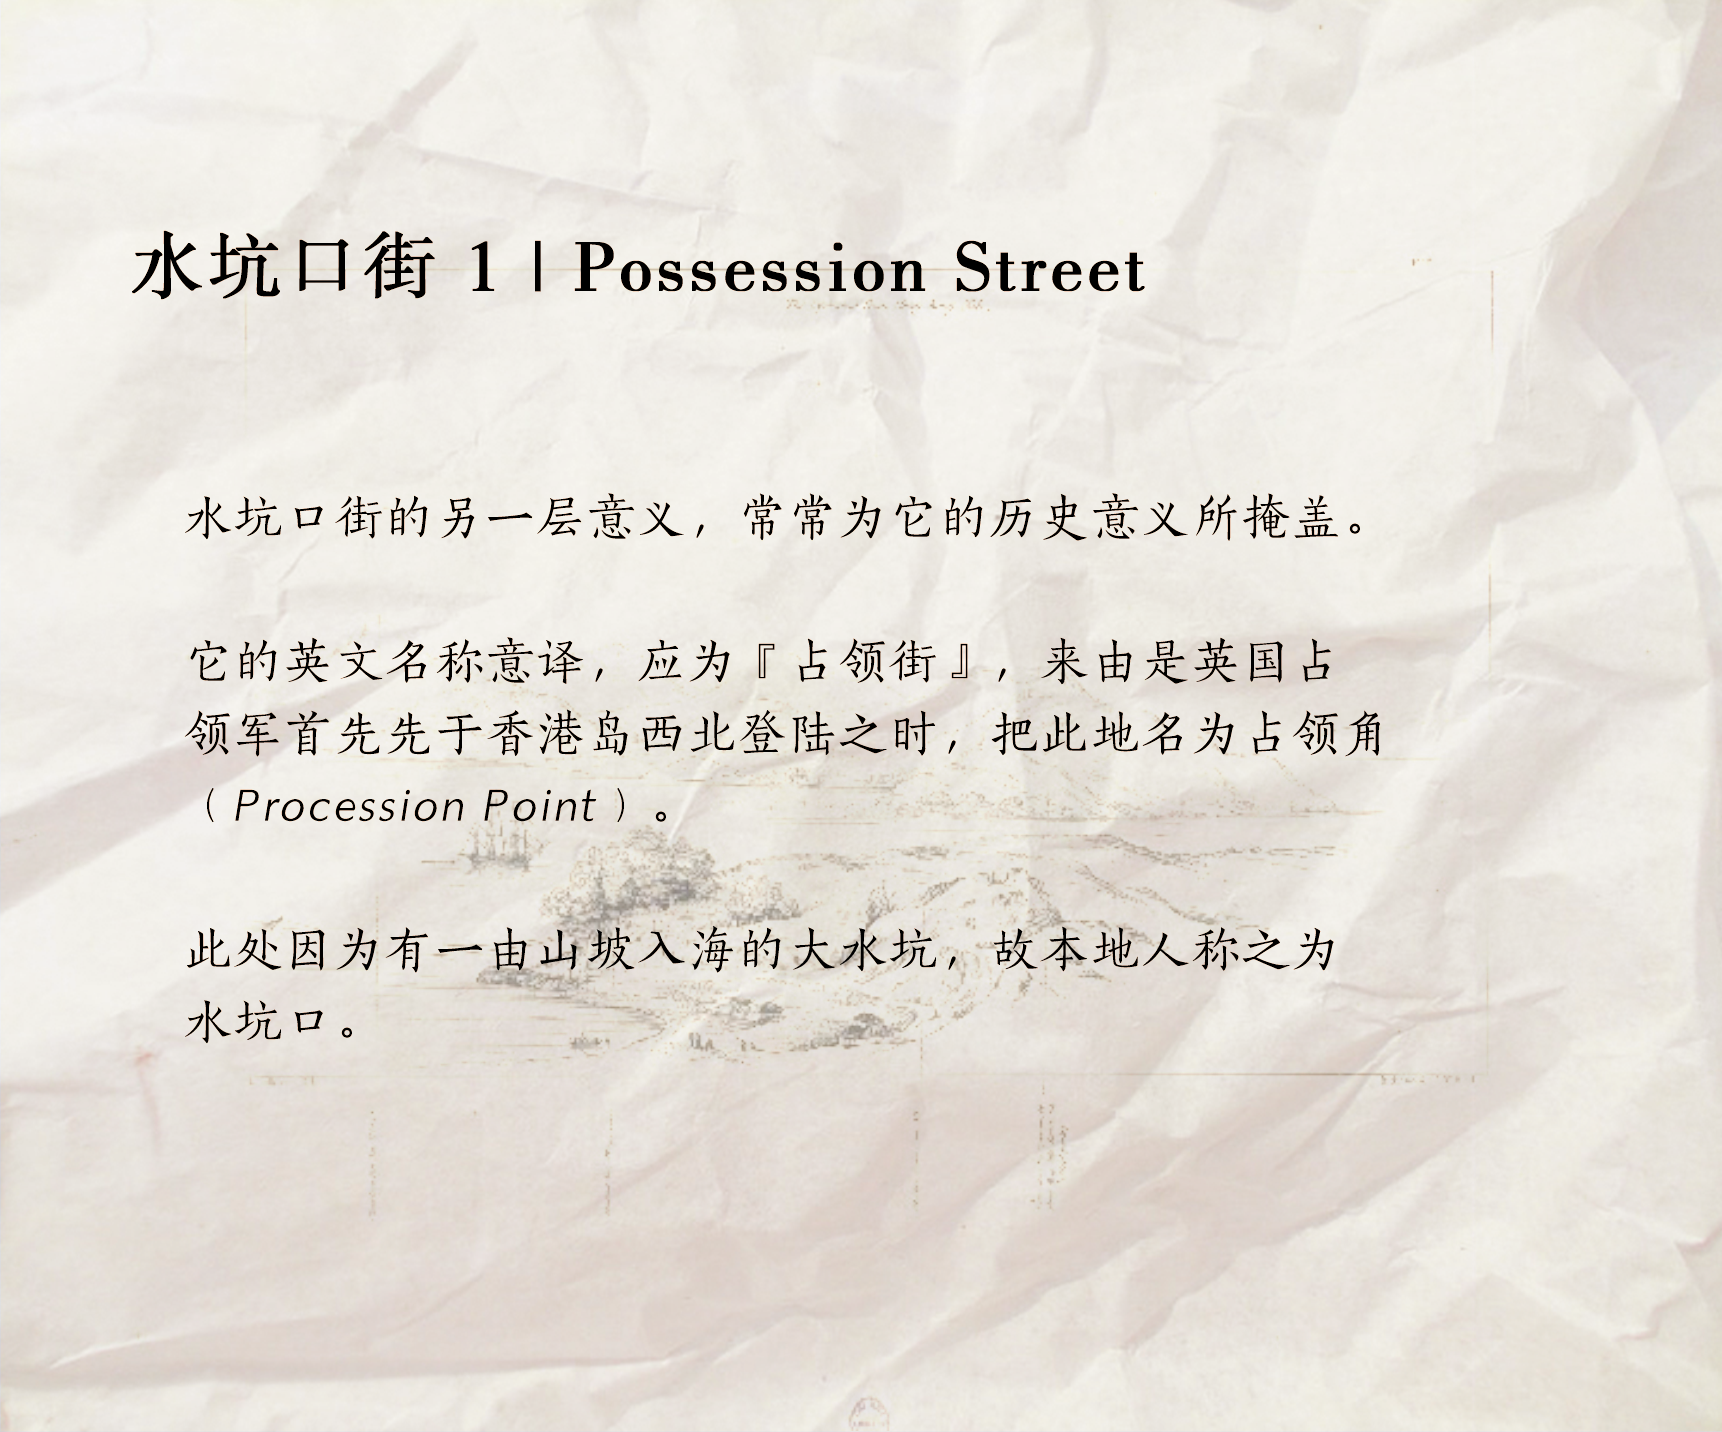 水坑口街 1 | Possession Street
水坑口街的另一层意义，常常为它的历史意义所掩盖。
它的英文名称意译，应为『占领街』，来由是英国占
领军首先先于香港岛西北登陆之时，把此地名为占领角
（Procession Point）。
此处因为有一由山坡入海的大水坑，故本地人称之为
水坑口。